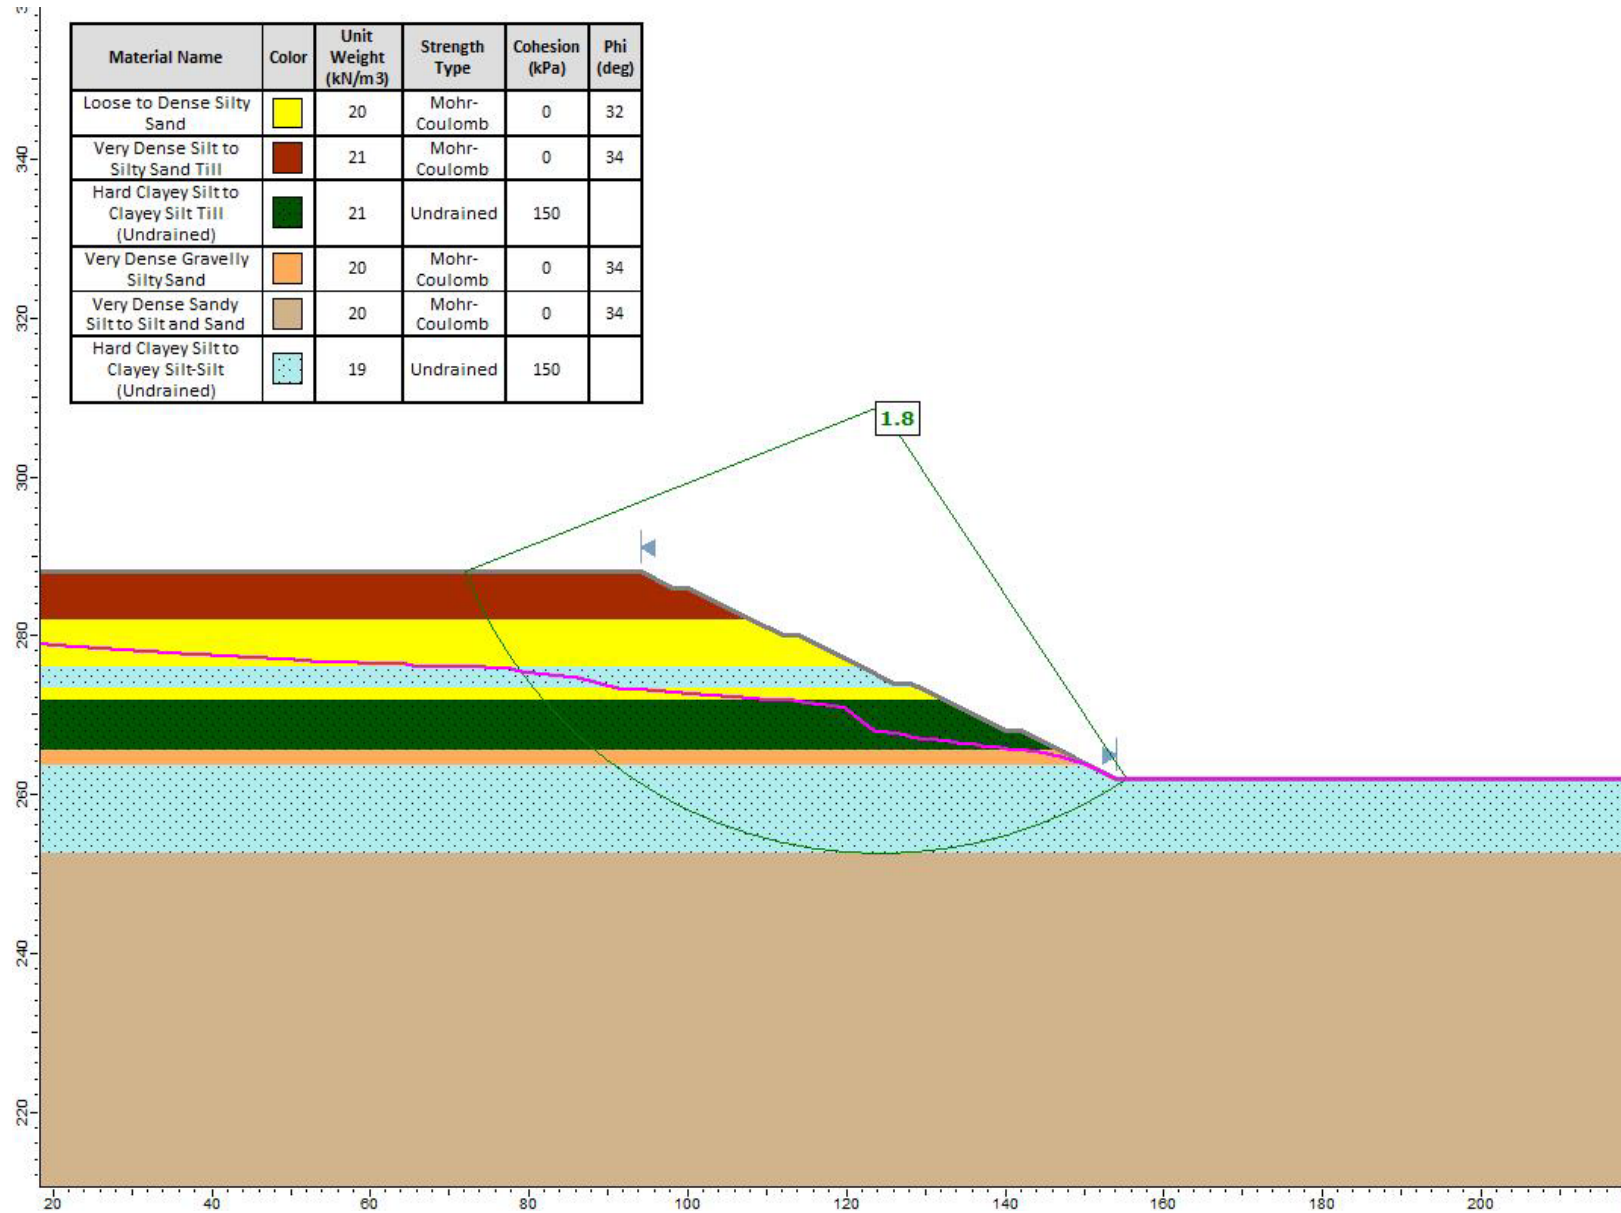 Material Name Color Unit Weight (kN/m3) Strength Type Cohesion (kPa) Phi (deg)
Loose to Dense Silty Sand 20 Mohr-Coulomb 0 32
Very Dense Silt to Silty Sand Till 21 Mohr-Coulomb 0 34
Hard Clayey Silt to Clayey Silt Till (Undrained) 21 Undrained 150
Very Dense Gravelly Silty Sand 20 Mohr-Coulomb 0 34
Very Dense Sandy Silt to Silt and Sand 20 Mohr-Coulomb 0 34
Hard Clayey Silt to Clayey Silt-Silt (Undrained) 19 Undrained 150
1.8
340
320
300
280
260
240
220
20 40 60 80 100 120 140 160 180 200